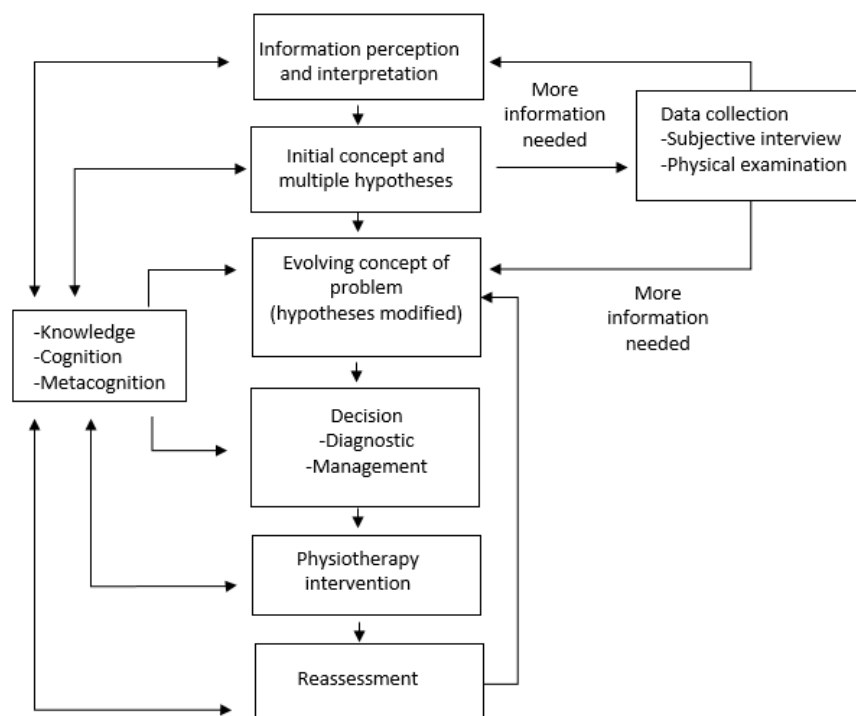 Information perception
and interpretation
More
information
needed
Data collection
-Subjective interview
-Physical examination
Initial concept and
multiple hypotheses
Evolving concept of
problem
(hypotheses modified)
More
information
needed
-Knowledge
-Cognition
-Metacognition
Decision
-Diagnostic
-Management
Physiotherapy
intervention
Reassessment